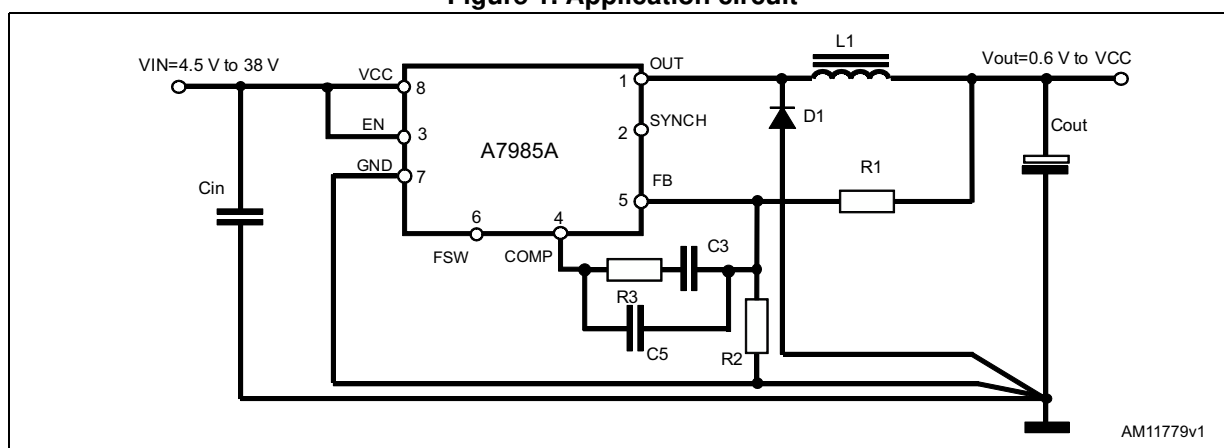 Figure 1. Application circuit
VIN=4.5 V to 38 V
VCC
8
EN
3
GND
7
A7985A
OUT
1
SYNCH
2
FB
5
6
FSW
4
COMP
L1
Vout=0.6 V to VCC
D1
Cout
Cin
R1
C3
R3
C5
R2
AM11779v1